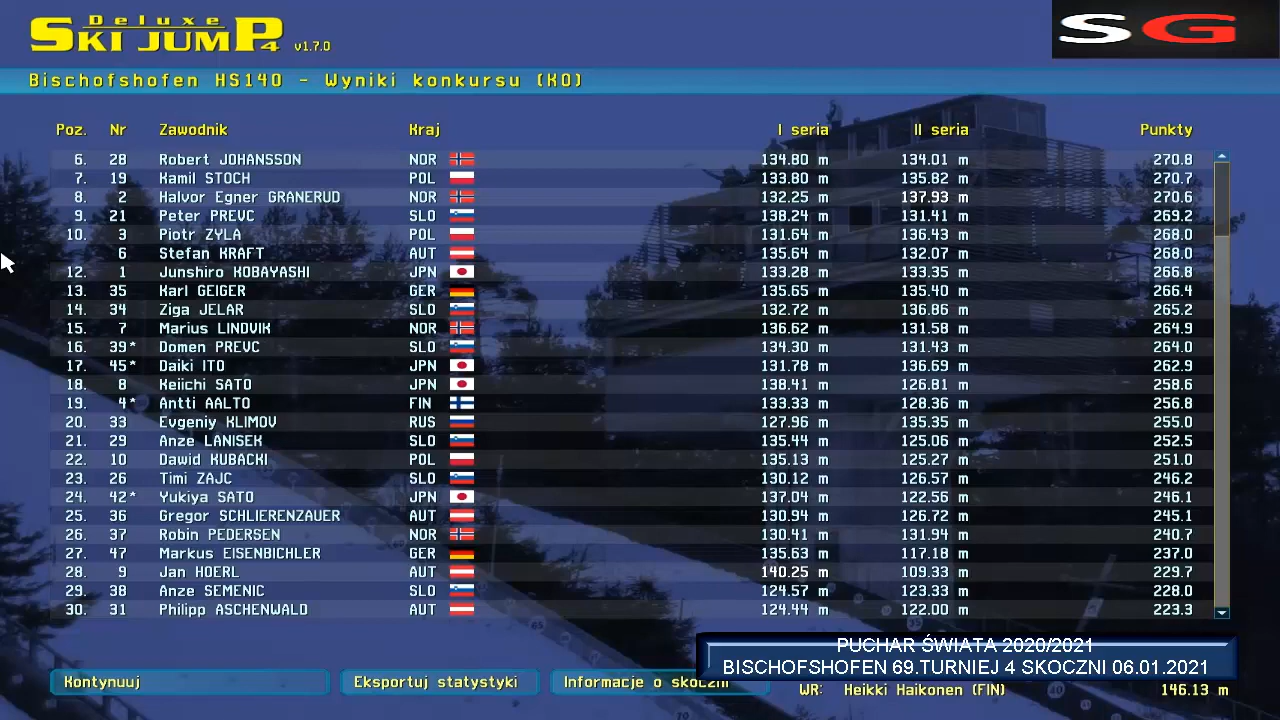 Deluxe
SKI JUMP 4 v1.7.0
SG
Bischofshofen HS140 - Wyniki konkursu (KO)
Poz. Nr Zawodnik Kraj I seria II seria Punkty
6. 28 Robert JOHANSSON NOR 134.80 m 134.01 m 270.8
7. 19 Kamil STOCH POL 133.80 m 135.82 m 270.7
8. 2 Halvor Egner GRANERUD NOR 132.25 m 137.93 m 270.6
9. 21 Peter PREVC SLO 138.24 m 131.41 m 269.2
10. 3 Piotr ZYLA POL 131.64 m 136.43 m 268.0
6 Stefan KRAFT AUT 135.64 m 132.07 m 268.0
12. 1 Junshiro KOBAYASHI JPN 133.28 m 133.35 m 266.8
13. 35 Karl GEIGER GER 135.65 m 135.40 m 266.4
14. 34 Ziga JELAR SLO 132.72 m 136.86 m 265.2
15. 7 Marius LINDVIK NOR 136.62 m 131.58 m 264.9
16. 39* Domen PREVC SLO 134.30 m 131.43 m 264.0
17. 45* Daiki ITO JPN 131.78 m 136.69 m 262.9
18. 8 Keiichi SATO JPN 138.41 m 126.81 m 258.6
19. 4* Antti AALTO FIN 133.33 m 128.36 m 256.8
20. 33 Evgeniy KLIMOV RUS 127.96 m 135.35 m 255.0
21. 29 Anze LANISEK SLO 135.44 m 125.06 m 252.5
22. 10 Dawid KUBACKI POL 135.13 m 125.27 m 251.0
23. 26 Timi ZAJC SLO 130.12 m 126.57 m 246.2
24. 42* Yukiya SATO JPN 137.04 m 122.56 m 246.1
25. 36 Gregor SCHLIERENZAUER AUT 130.94 m 126.72 m 245.1
26. 37 Robin PEDERSEN NOR 130.41 m 131.94 m 240.7
27. 47 Markus EISENBICHLER GER 135.63 m 117.18 m 237.0
28. 9 Jan HOERL AUT 140.25 m 109.33 m 229.7
29. 38 Anze SEMENIC SLO 124.57 m 123.33 m 228.0
30. 31 Philipp ASCHENWALD AUT 124.44 m 122.00 m 223.3
PUCHAR ŚWIATA 2020/2021
BISCHOFSHOFEN 69.TURNIEJ 4 SKOCZNI 06.01.2021
Kontynuuj Eksportuj statystyki Informacje o skoczni
WR: Heikki Haikonen (FIN) 146.13 m